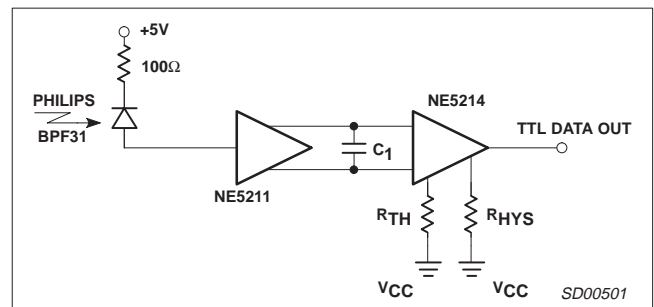 +5V
100Ω
PHILIPS
BPF31
NE5211
C1
NE5214
TTL DATA OUT
RTH
RHYS
VCC
VCC
SD00501